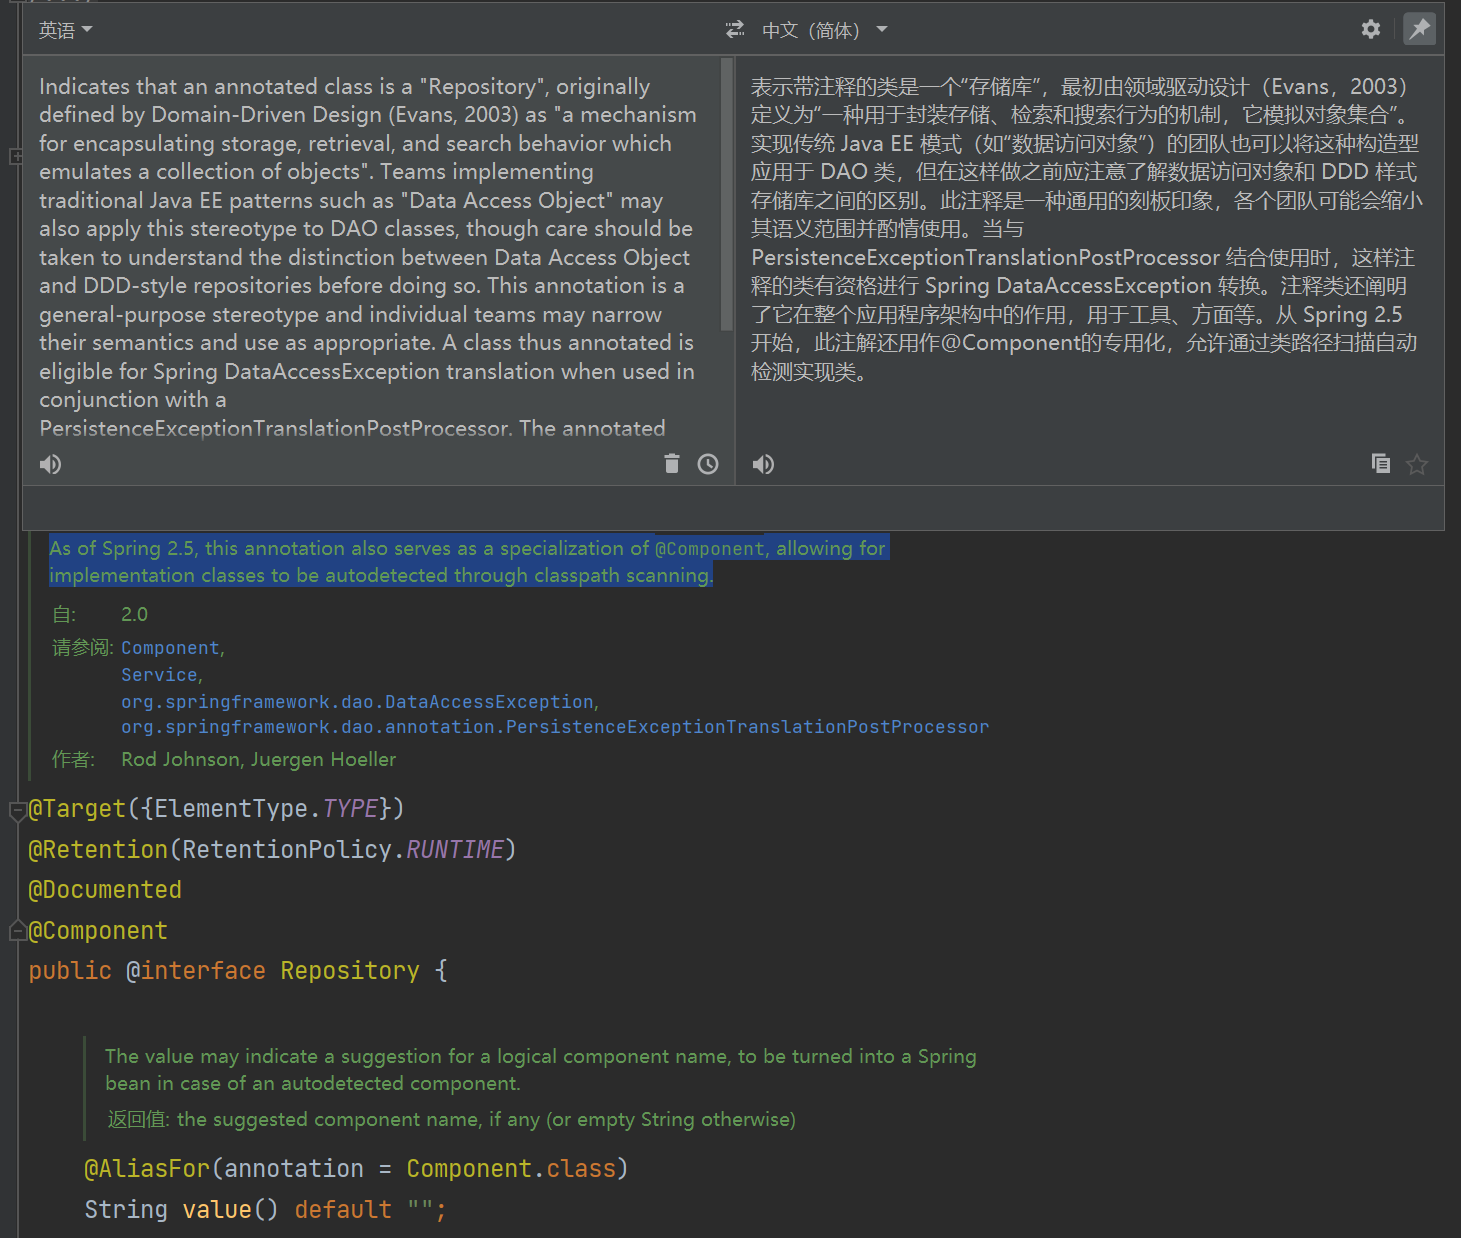 英语
中文（简体）
Indicates that an annotated class is a "Repository", originally
defined by Domain-Driven Design (Evans, 2003) as "a mechanism
for encapsulating storage, retrieval, and search behavior which
emulates a collection of objects". Teams implementing
traditional Java EE patterns such as "Data Access Object" may
also apply this stereotype to DAO classes, though care should be
taken to understand the distinction between Data Access Object
and DDD-style repositories before doing so. This annotation is a
general-purpose stereotype and individual teams may narrow
their semantics and use as appropriate. A class thus annotated is
eligible for Spring DataAccessException translation when used in
conjunction with a
PersistenceExceptionTranslationPostProcessor. The annotated
表示带注释的类是一个“存储库”，最初由领域驱动设计（Evans，2003）
定义为“一种用于封装存储、检索和搜索行为的机制，它模拟对象集合”。
实现传统 Java EE 模式（如“数据访问对象”）的团队也可以将这种构造型
应用于 DAO 类，但在这样做之前应注意了解数据访问对象和 DDD 样式
存储库之间的区别。此注释是一种通用的刻板印象，各个团队可能会缩小
其语义范围并酌情使用。当与
PersistenceExceptionTranslationPostProcessor 结合使用时，这样注
释的类有资格进行 Spring DataAccessException 转换。注释类还阐明
了它在整个应用程序架构中的作用，用于工具、方面等。从 Spring 2.5
开始，此注解还用作@Component的专用化，允许通过类路径扫描自动
检测实现类。
As of Spring 2.5, this annotation also serves as a specialization of @Component, allowing for
implementation classes to be autodetected through classpath scanning.
自: 2.0
请参阅: Component,
Service,
org.springframework.dao.DataAccessException,
org.springframework.dao.annotation.PersistenceExceptionTranslationPostProcessor
作者: Rod Johnson, Juergen Hoeller
@Target({ElementType.TYPE})
@Retention(RetentionPolicy.RUNTIME)
@Documented
@Component
public @interface Repository {
The value may indicate a suggestion for a logical component name, to be turned into a Spring
bean in case of an autodetected component.
返回值: the suggested component name, if any (or empty String otherwise)
@AliasFor(annotation = Component.class)
String value() default "";